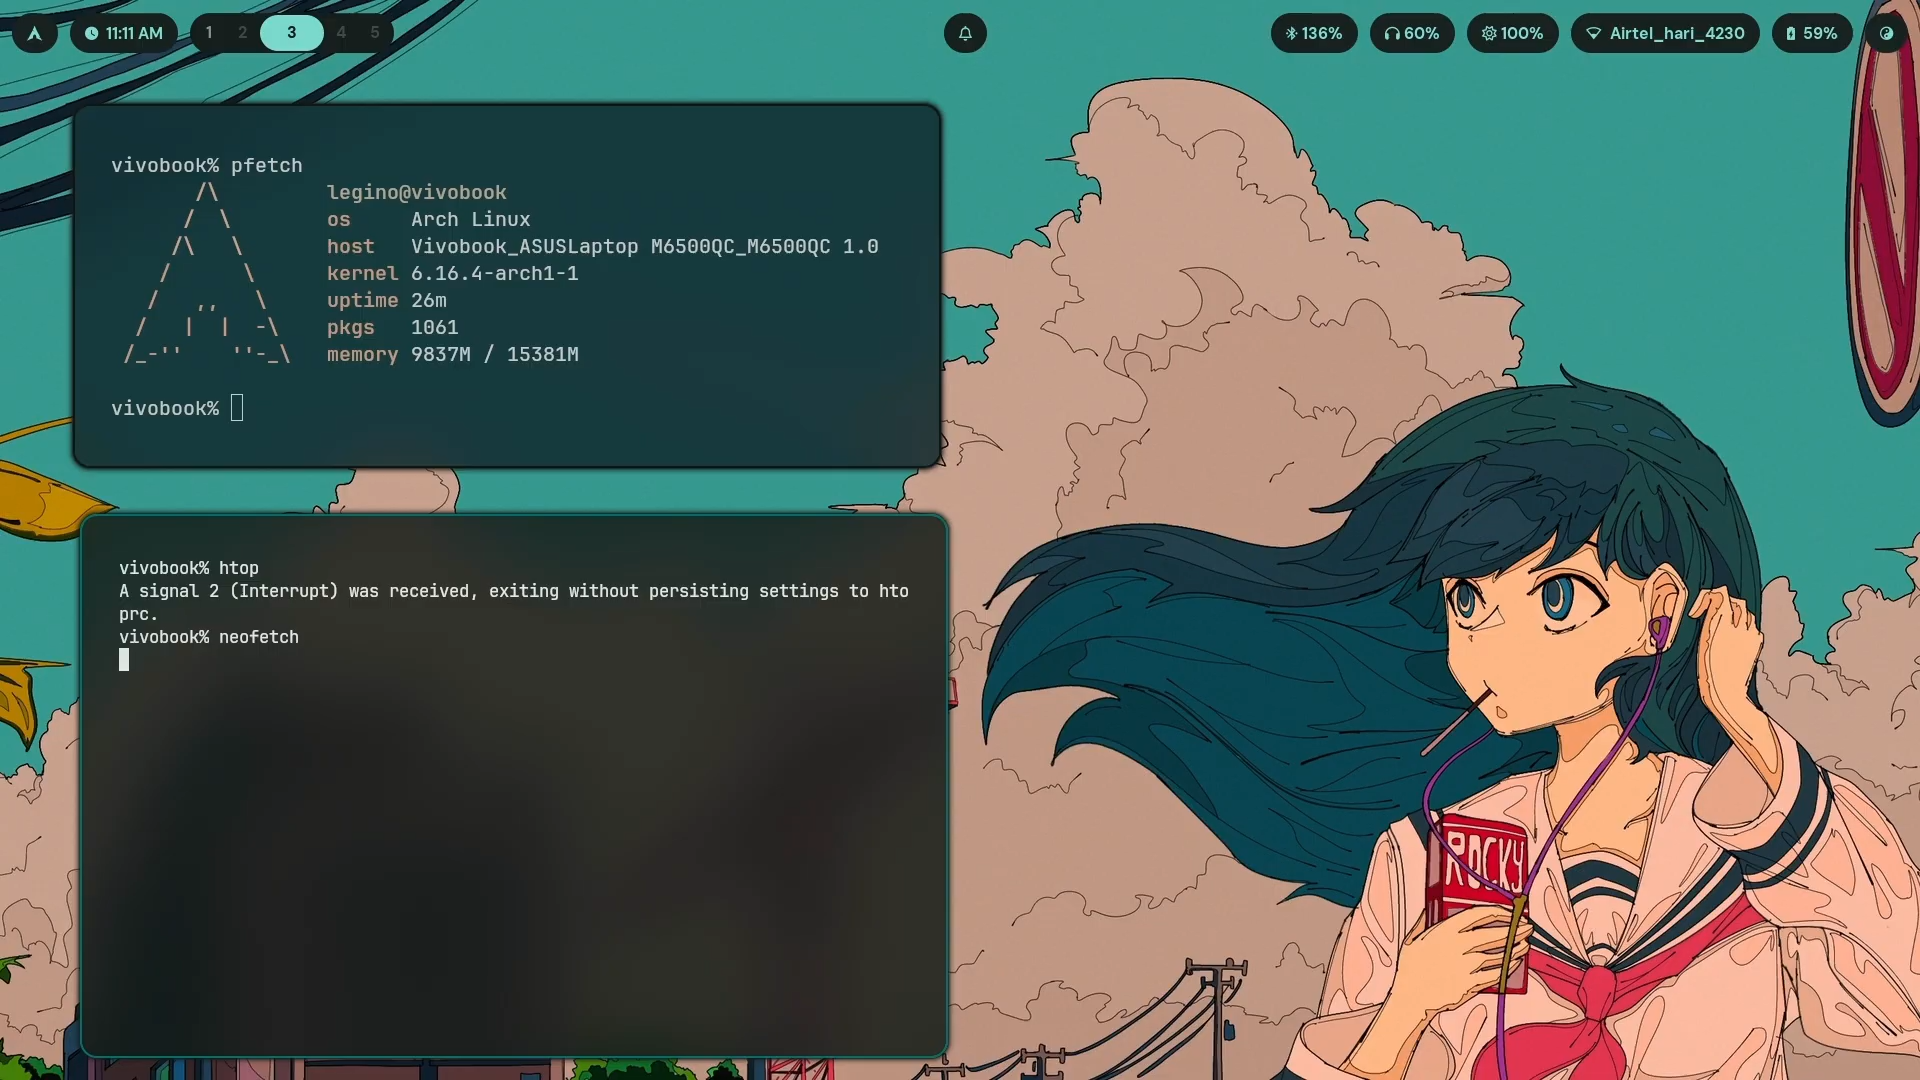 11:11 AM 1 2 3 4 5 136% 60% 100% Airtel_hari_4230 59%
vivobook% pfetch
/\ legino@vivobook
/ \ os Arch Linux
/\ \ host Vivobook_ASUSLaptop M6500QC_M6500QC 1.0
/ \ kernel 6.16.4-arch1-1
/ ,, \ uptime 26m
/ | | -\ pkgs 1061
/_-'' ''-_\ memory 9837M / 15381M
vivobook%
vivobook% htop
A signal 2 (Interrupt) was received, exiting without persisting settings to hto
prc.
vivobook% neofetch
ROCKY